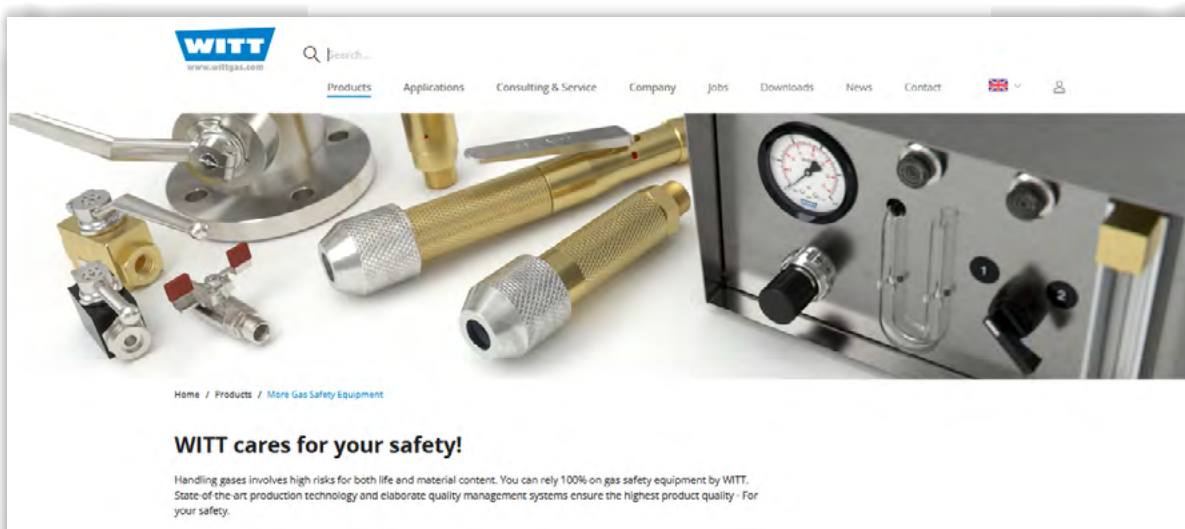 WITT
www.wittgas.com
Search...
Products Applications Consulting & Service Company Jobs Downloads News Contact
WITT
1
2
Home / Products / More Gas Safety Equipment
WITT cares for your safety!
Handling gases involves high risks for both life and material content. You can rely 100% on gas safety equipment by WITT.
State-of-the-art production technology and elaborate quality management systems ensure the highest product quality - For
your safety.